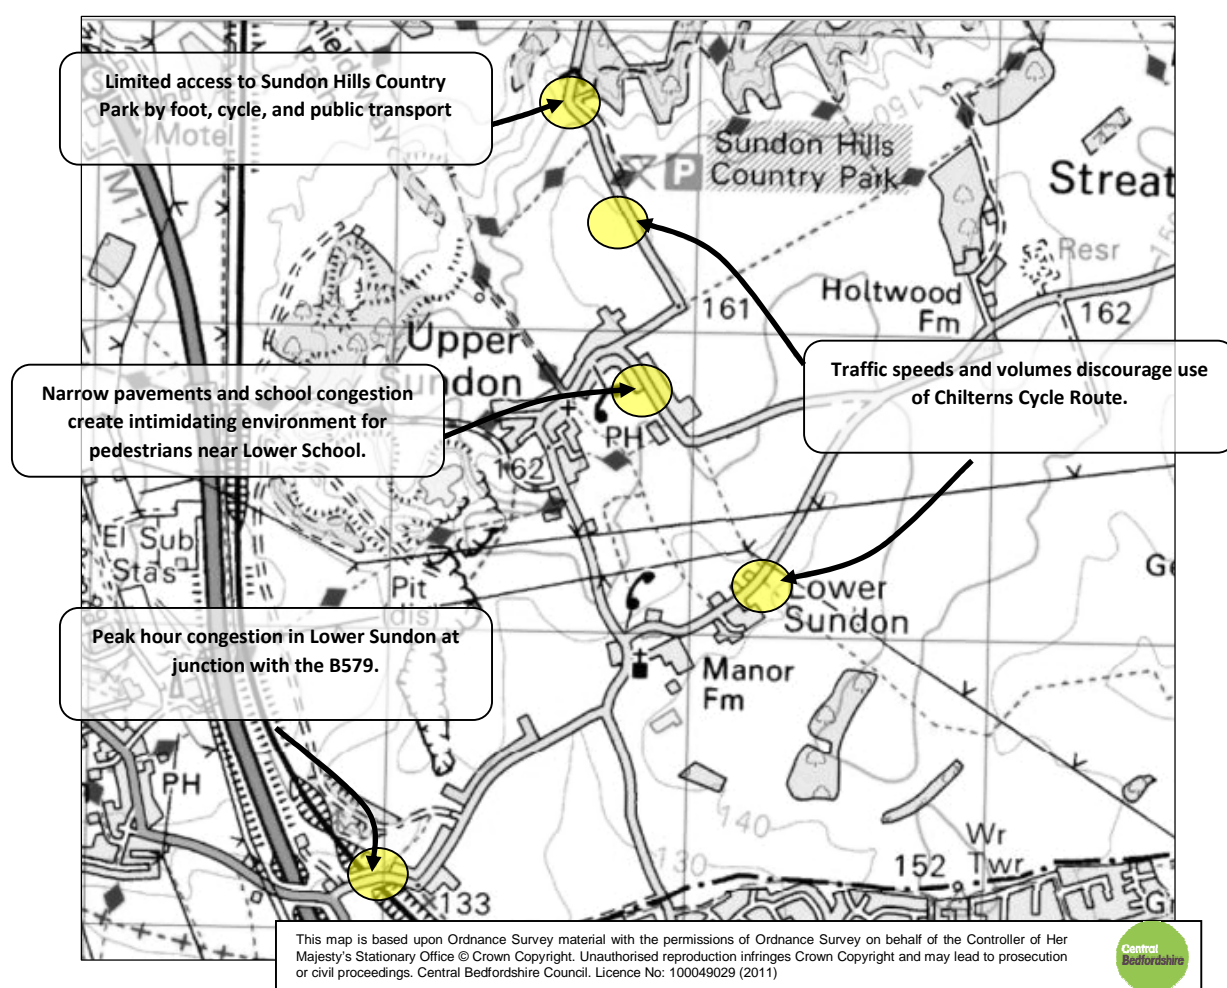 Limited access to Sundon Hills Country
Park by foot, cycle, and public transport
Motel
M1
Sundon Hills
P
Country Park
Streat
Resr
Holtwood
Fm
161
162
Upper
Sundon
Traffic speeds and volumes discourage use
of Chilterns Cycle Route.
Narrow pavements and school congestion
create intimidating environment for
pedestrians near Lower School.
PH
162
El Sub
Stas
Pit
(dis)
Lower
Sundon
Ge
Peak hour congestion in Lower Sundon at
junction with the B579.
Manor
Fm
PH
140
130
Wr
Twr
152
133
Gr
150
This map is based upon Ordnance Survey material with the permissions of Ordnance Survey on behalf of the Controller of Her
Majesty's Stationary Office © Crown Copyright. Unauthorised reproduction infringes Crown Copyright and may lead to prosecution
or civil proceedings. Central Bedfordshire Council. Licence No: 100049029 (2011)
Central
Bedfordshire